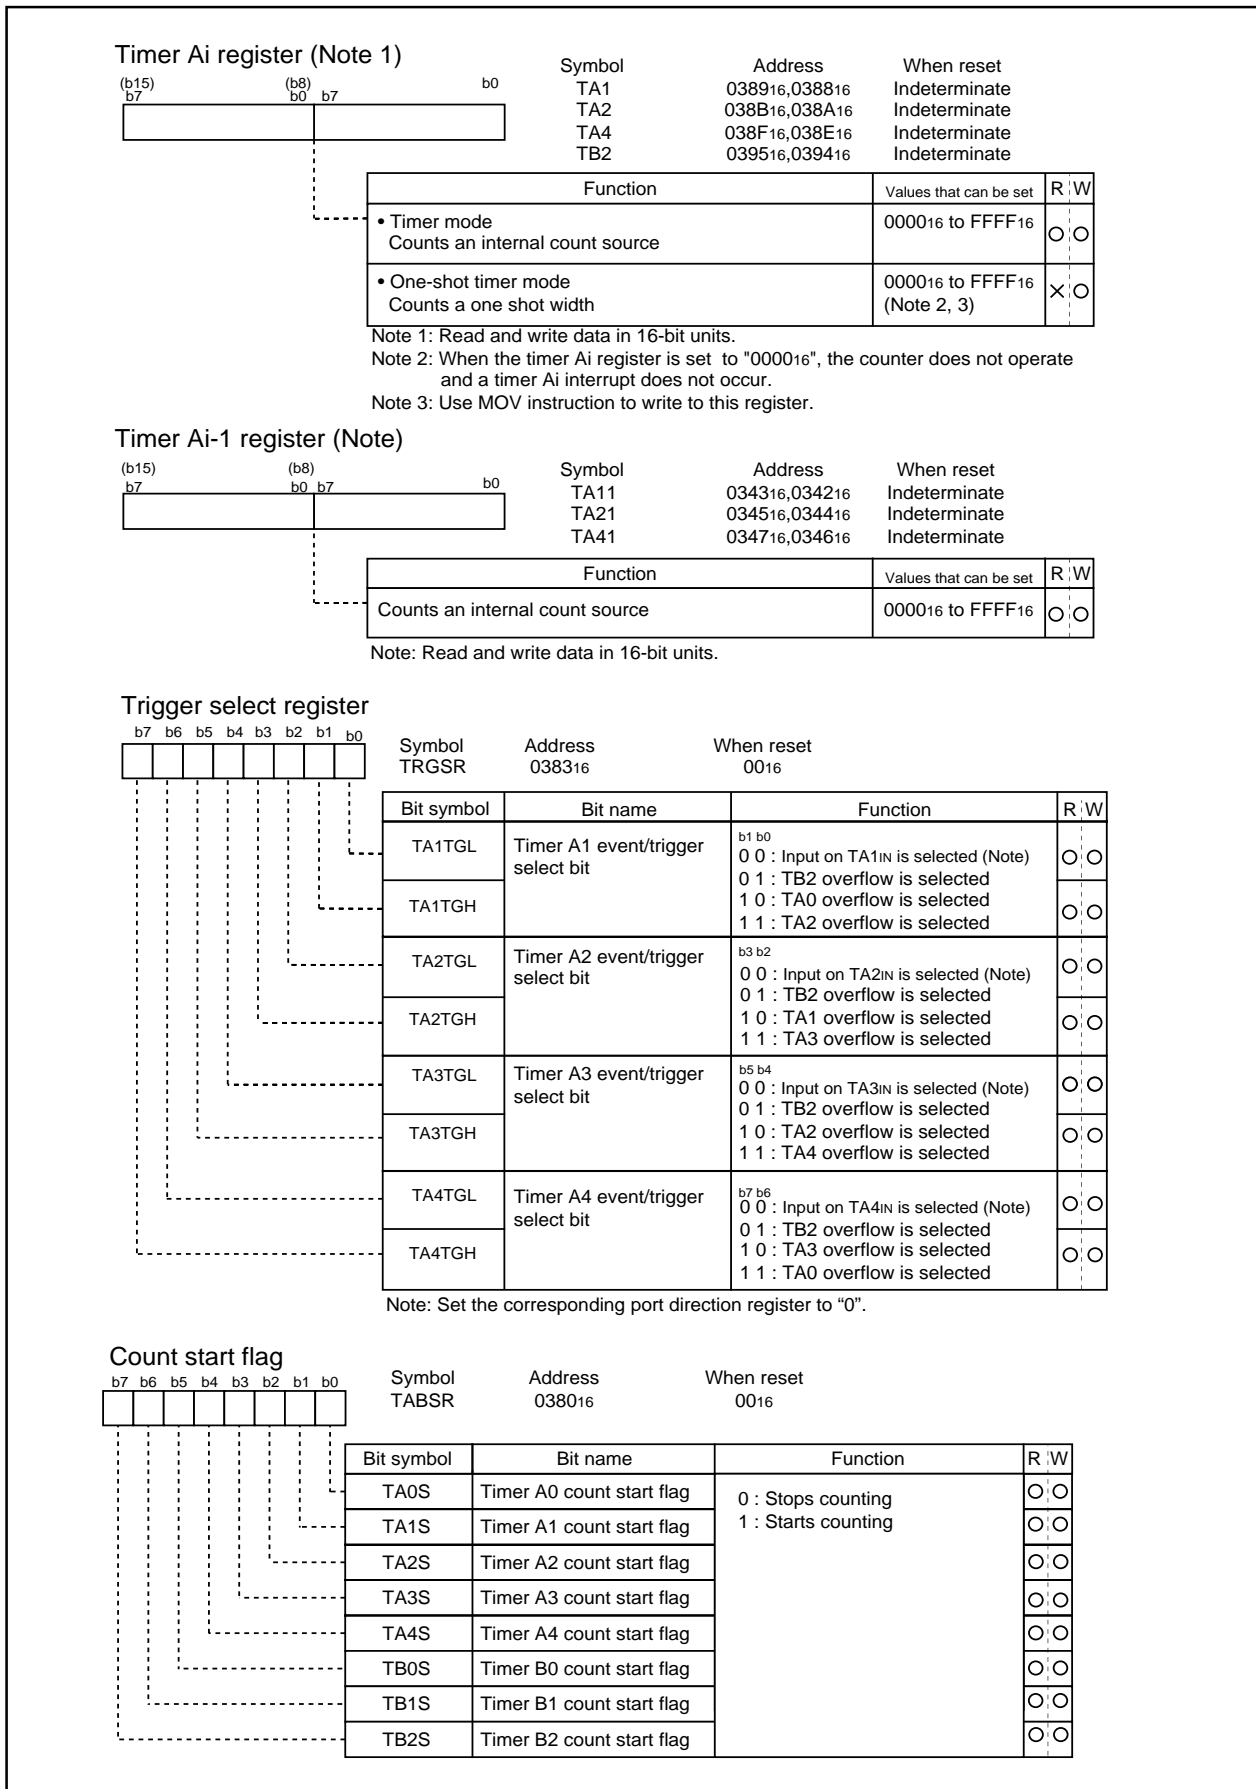 Timer Ai register (Note 1)
Symbol Address When reset
(b15) (b8)
b7 b0 b7 b0
TA1 038916,038816 Indeterminate
TA2 038B16,038A16 Indeterminate
TA4 038F16,038E16 Indeterminate
TB2 039516,039416 Indeterminate
Function Values that can be set R W
• Timer mode 000016 to FFFF16
Counts an internal count source
• One-shot timer mode 000016 to FFFF16
Counts a one shot width (Note 2, 3)
Note 1: Read and write data in 16-bit units.
Note 2: When the timer Ai register is set to "000016", the counter does not operate
and a timer Ai interrupt does not occur.
Note 3: Use MOV instruction to write to this register.
Timer Ai-1 register (Note)
(b15) (b8) Symbol Address When reset
b7 b0 b7 b0
TA11 034316,034216 Indeterminate
TA21 034516,034416 Indeterminate
TA41 034716,034616 Indeterminate
Function Values that can be set R W
Counts an internal count source 000016 to FFFF16
Note: Read and write data in 16-bit units.
Trigger select register
b7 b6 b5 b4 b3 b2 b1 b0
Symbol Address When reset
TRGSR 038316 0016
Bit symbol Bit name Function R W
TA1TGL
TA1TGH
Timer A1 event/trigger
select bit
b1 b0
0 0 : Input on TA1IN is selected (Note)
0 1 : TB2 overflow is selected
1 0 : TA0 overflow is selected
1 1 : TA2 overflow is selected
TA2TGL
TA2TGH
Timer A2 event/trigger
select bit
b3 b2
0 0 : Input on TA2IN is selected (Note)
0 1 : TB2 overflow is selected
1 0 : TA1 overflow is selected
1 1 : TA3 overflow is selected
TA3TGL
TA3TGH
Timer A3 event/trigger
select bit
b5 b4
0 0 : Input on TA3IN is selected (Note)
0 1 : TB2 overflow is selected
1 0 : TA2 overflow is selected
1 1 : TA4 overflow is selected
TA4TGL
TA4TGH
Timer A4 event/trigger
select bit
b7 b6
0 0 : Input on TA4IN is selected (Note)
0 1 : TB2 overflow is selected
1 0 : TA3 overflow is selected
1 1 : TA0 overflow is selected
Note: Set the corresponding port direction register to “0”.
Count start flag
b7 b6 b5 b4 b3 b2 b1 b0
Symbol Address When reset
TABSR 038016 0016
Bit symbol Bit name Function R W
TA0S Timer A0 count start flag 0 : Stops counting
TA1S Timer A1 count start flag 1 : Starts counting
TA2S Timer A2 count start flag
TA3S Timer A3 count start flag
TA4S Timer A4 count start flag
TB0S Timer B0 count start flag
TB1S Timer B1 count start flag
TB2S Timer B2 count start flag